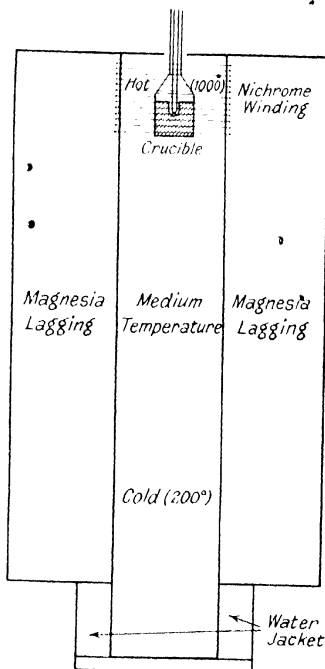 Hot (1000°)
Nichrome
Winding
Crucible
Magnesia
Lagging
Medium
Temperature
Magnesia
Lagging
Cold (200°)
Water
Jacket